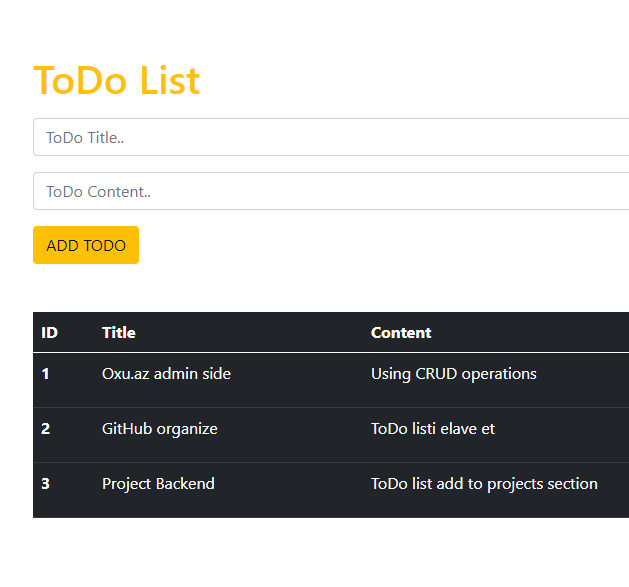 ToDo List
ToDo Title..
ToDo Content..
ADD TODO
ID Title Content
1 Oxu.az admin side Using CRUD operations
2 GitHub organize ToDo listi elave et
3 Project Backend ToDo list add to projects section